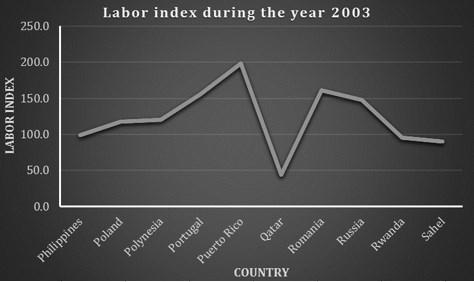 Labor index during the year 2003
LABOR INDEX
250.0
200.0
150.0
100.0
50.0
0.0
Philippines
Poland
Polynesia
Portugal
Puerto Rico
Qatar
Romania
Russia
Rwanda
Sahel
COUNTRY